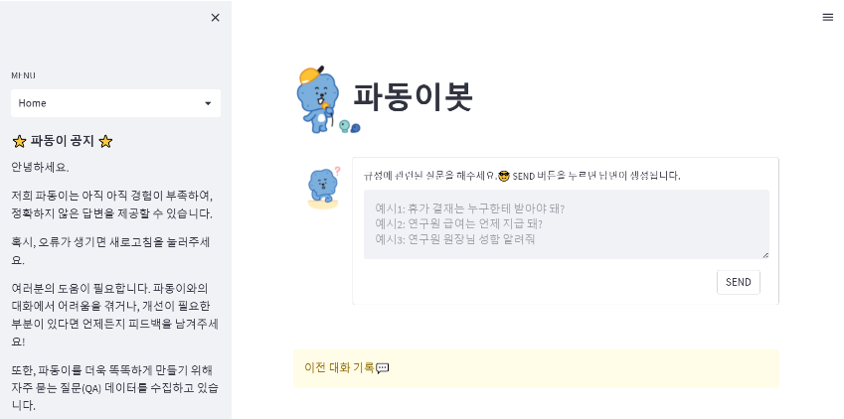 MENU
Home
⭐ 파동이 공지 ⭐
안녕하세요.
저희 파동이는 아직 아직 경험이 부족하여,
정확하지 않은 답변을 제공할 수 있습니다.
혹시, 오류가 생기면 새로고침을 눌러주세
요.
여러분의 도움이 필요합니다. 파동이와의
대화에서 어려움을 겪거나, 개선이 필요한
부분이 있다면 언제든지 피드백을 남겨주세
요!
또한, 파동이를 더욱 똑똑하게 만들기 위해
자주 묻는 질문(QA) 데이터를 수집하고 있습
니다.
파동이봇
규정에 관련된 질문을 해주세요.😎 SEND 버튼을 누르면 답변이 생성됩니다.
예시1: 휴가 결재는 누구한테 받아야 돼?
예시2: 연구원 급여는 언제 지급 돼?
예시3: 연구원 원장님 성함 알려줘
SEND
이전 대화 기록💬